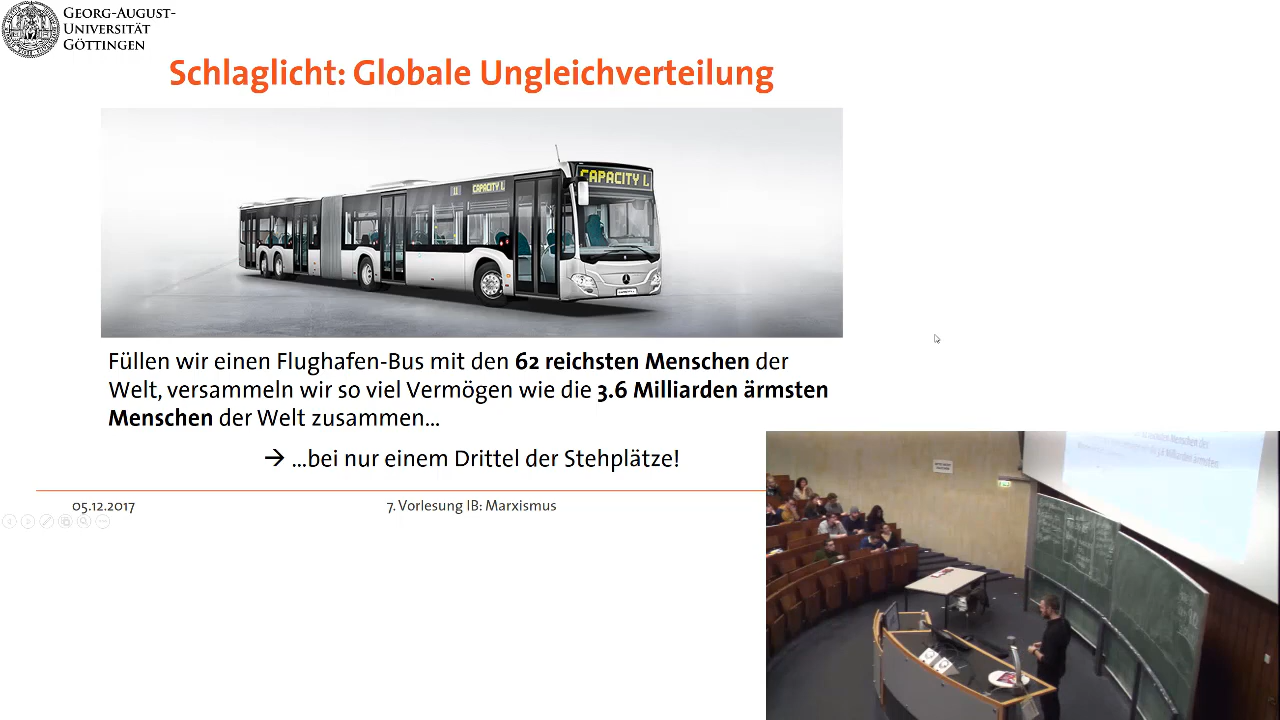 GEORG-AUGUST-
UNIVERSITÄT
GÖTTINGEN
Schlaglicht: Globale Ungleichverteilung
CAPACITY L
CAPACITY L
Füllen wir einen Flughafen-Bus mit den 62 reichsten Menschen der
Welt, versammeln wir so viel Vermögen wie die 3.6 Milliarden ärmsten
Menschen der Welt zusammen…
→ …bei nur einem Drittel der Stehplätze!
05.12.2017
7. Vorlesung IB: Marxismus